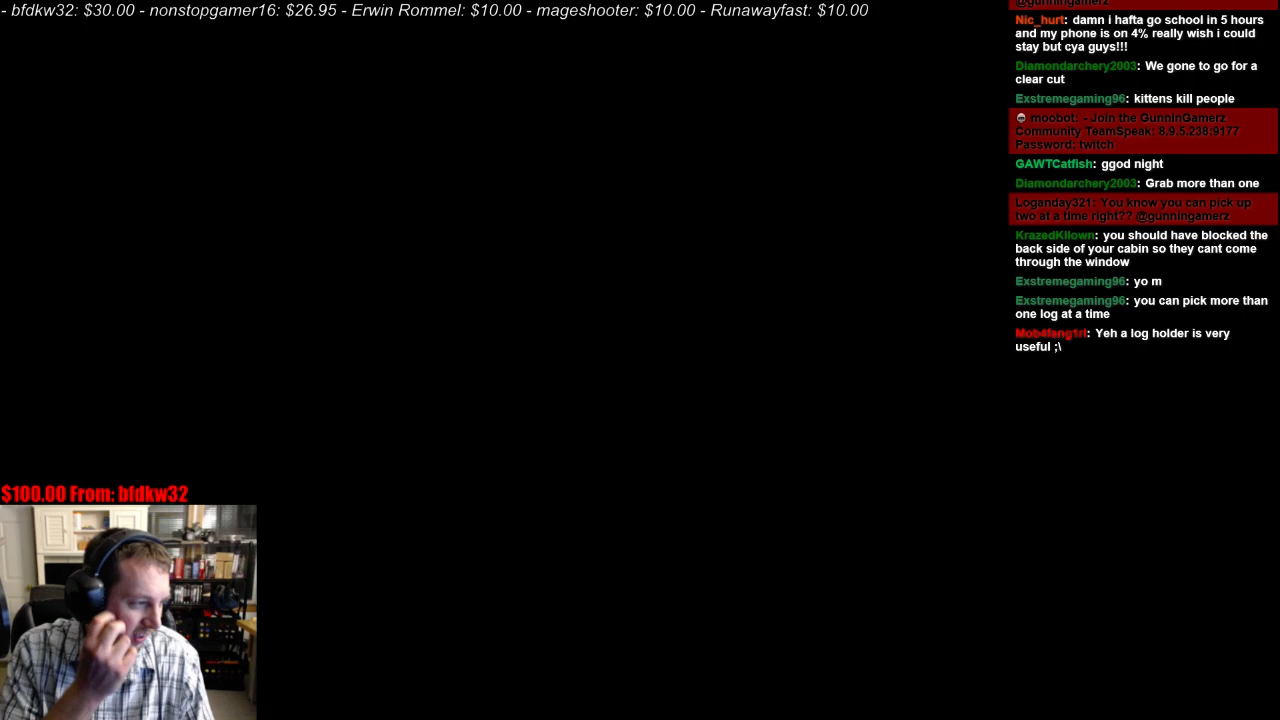 - bfdkw32: $30.00 - nonstopgamer16: $26.95 - Erwin Rommel: $10.00 - mageshooter: $10.00 - Runawayfast: $10.00
@gunningamerz
Nic_hurt: damn i hafta go school in 5 hours
and my phone is on 4% really wish i could
stay but cya guys!!!
Diamondarchery2003: We gone to go for a
clear cut
Exstremegaming96: kittens kill people
moobot: - Join the GunninGamerz
Community TeamSpeak: 8.9.5.238:9177
Password: twitch
GAWTCatfish: ggod night
Diamondarchery2003: Grab more than one
Loganday321: You know you can pick up
two at a time right?? @gunningamerz
KrazedKllown: you should have blocked the
back side of your cabin so they cant come
through the window
Exstremegaming96: yo m
Exstremegaming96: you can pick more than
one log at a time
Mob4fang1rl: Yeh a log holder is very
useful ;\
$100.00 From: bfdkw32